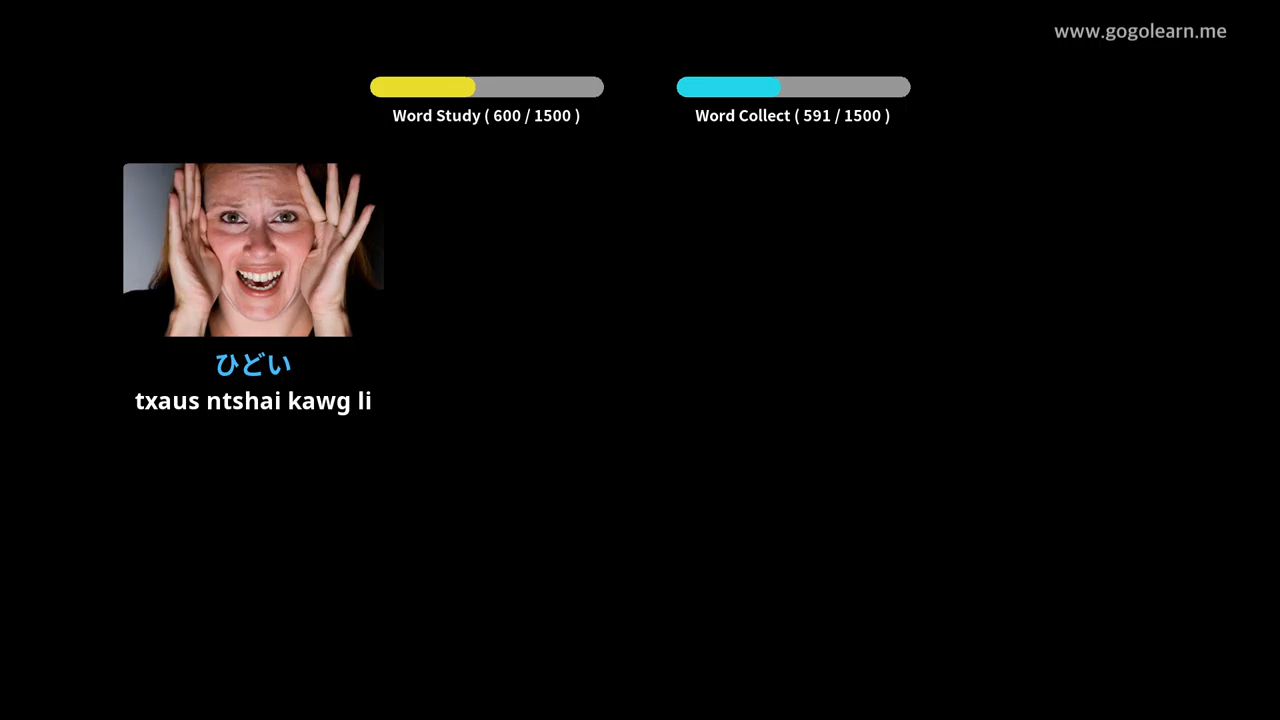 www.gogolearn.me
Word Study ( 600 / 1500 )
Word Collect ( 591 / 1500 )
ひどい
txaus ntshai kawg li